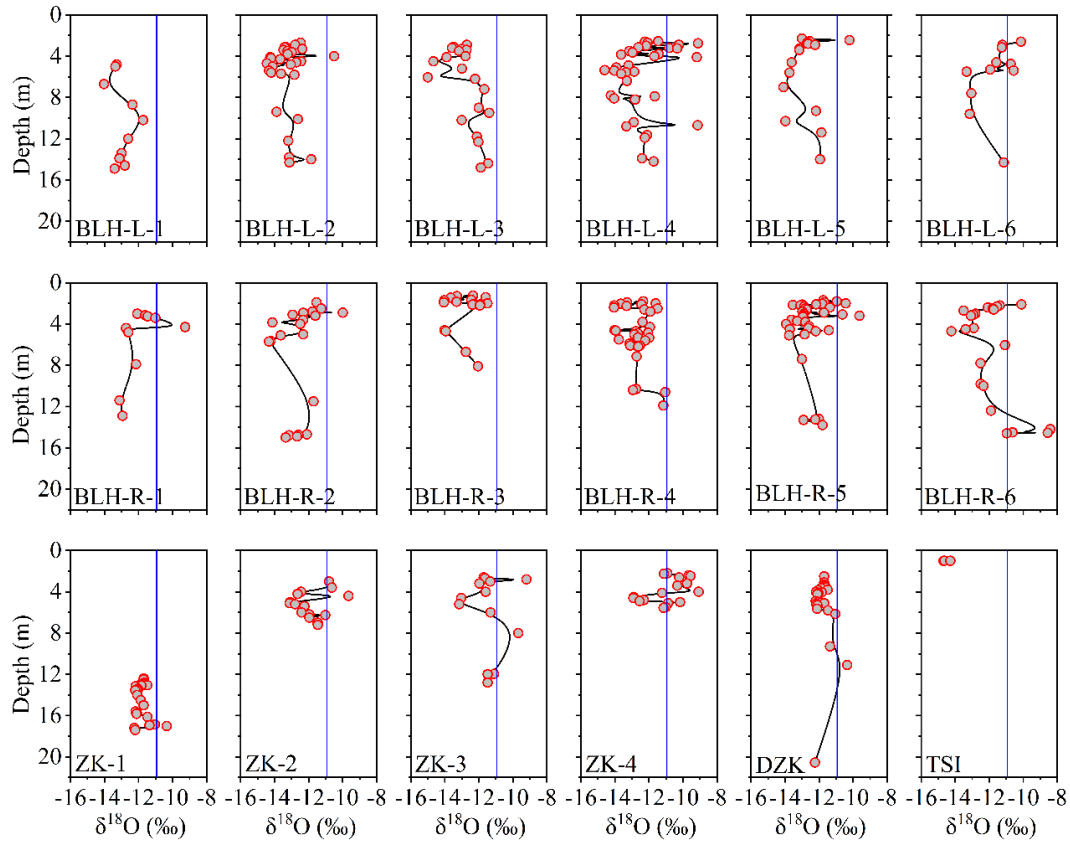 0
4
8
12
16
20
Depth (m)
BLH-L-1
BLH-L-2
BLH-L-3
BLH-L-4
BLH-L-5
BLH-L-6
0
4
8
12
16
20
Depth (m)
BLH-R-1
BLH-R-2
BLH-R-3
BLH-R-4
BLH-R-5
BLH-R-6
0
4
8
12
16
20
Depth (m)
ZK-1
ZK-2
ZK-3
ZK-4
DZK
TSI
-16 -14 -12 -10 -8 -16 -14 -12 -10 -8 -16 -14 -12 -10 -8 -16 -14 -12 -10 -8 -16 -14 -12 -10 -8 -16 -14 -12 -10 -8
δ¹⁸O (‰) δ¹⁸O (‰) δ¹⁸O (‰) δ¹⁸O (‰) δ¹⁸O (‰) δ¹⁸O (‰)